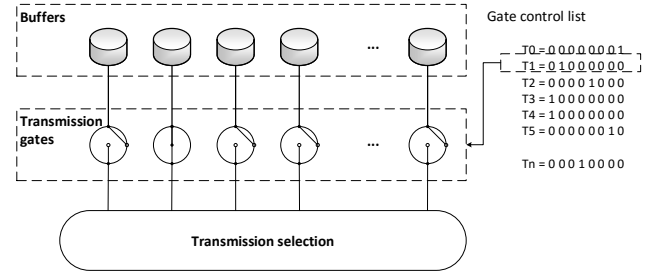 Buffers
Gate control list
...
T0 = 0 0 0 0 0 0 0 1
T1 = 0 1 0 0 0 0 0 0
T2 = 0 0 0 0 1 0 0 0
T3 = 1 0 0 0 0 0 0 0
T4 = 1 0 0 0 0 0 0 0
T5 = 0 0 0 0 0 0 1 0
Tn = 0 0 0 1 0 0 0 0
Transmission
gates
...
Transmission selection